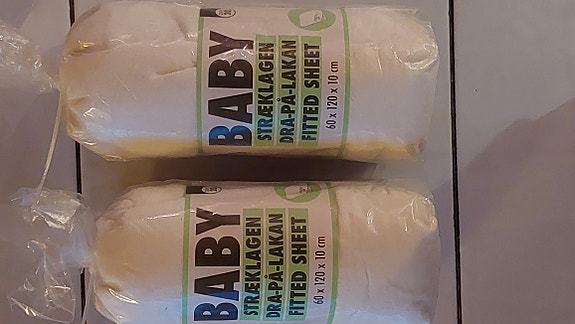 BABY
STRÆKLAGEN
DRA-PÅ-LAKAN
FITTED SHEET
60 x 120 x 10 cm
BABY
STRÆKLAGEN
DRA-PÅ-LAKAN
FITTED SHEET
60 x 120 x 10 cm